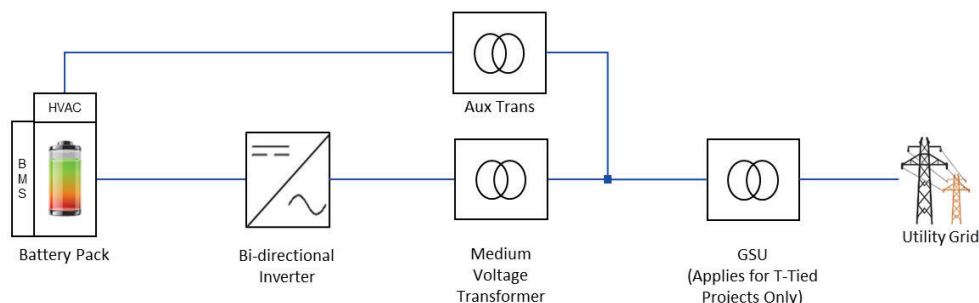 Aux Trans
HVAC
B
M
S
Battery Pack
Bi-directional
Inverter
Medium
Voltage
Transformer
GSU
(Applies for T-Tied
Projects Only)
Utility Grid